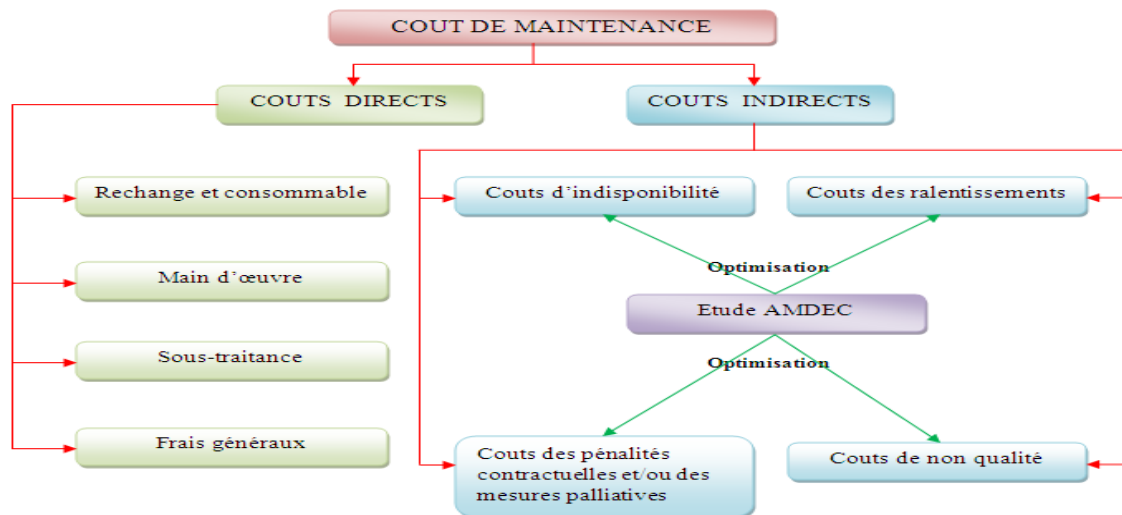 COUT DE MAINTENANCE
COUTS DIRECTS
COUTS INDIRECTS
Rechange et consommable
Couts d'indisponibilité
Couts des ralentissements
Main d'œuvre
Optimisation
Etude AMDEC
Sous-traitance
Optimisation
Frais généraux
Couts des pénalités
contractuelles et/ou des
mesures palliatives
Couts de non qualité